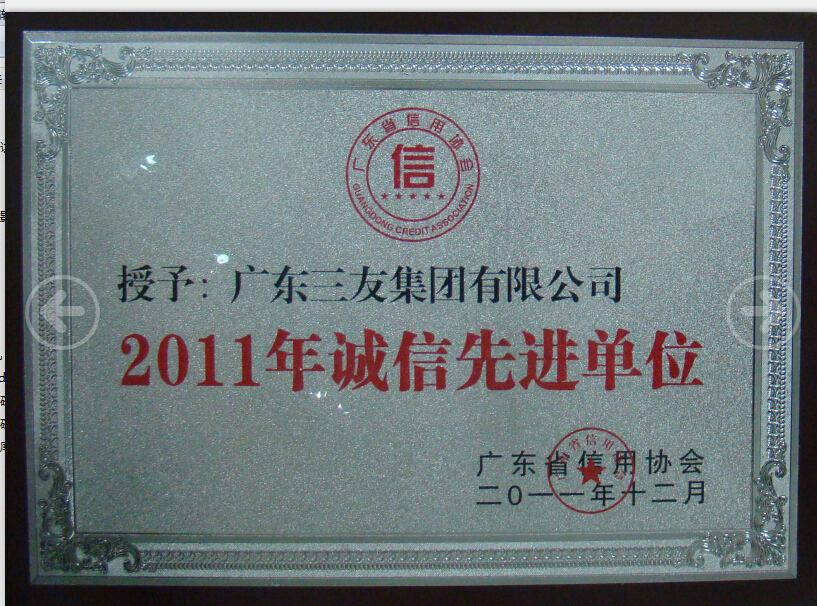 广东省信用协会
信
GUANGDONG CREDIT ASSOCIATION
授予：广东三友集团有限公司
2011年诚信先进单位
广东省信用协会
二〇一一年十二月